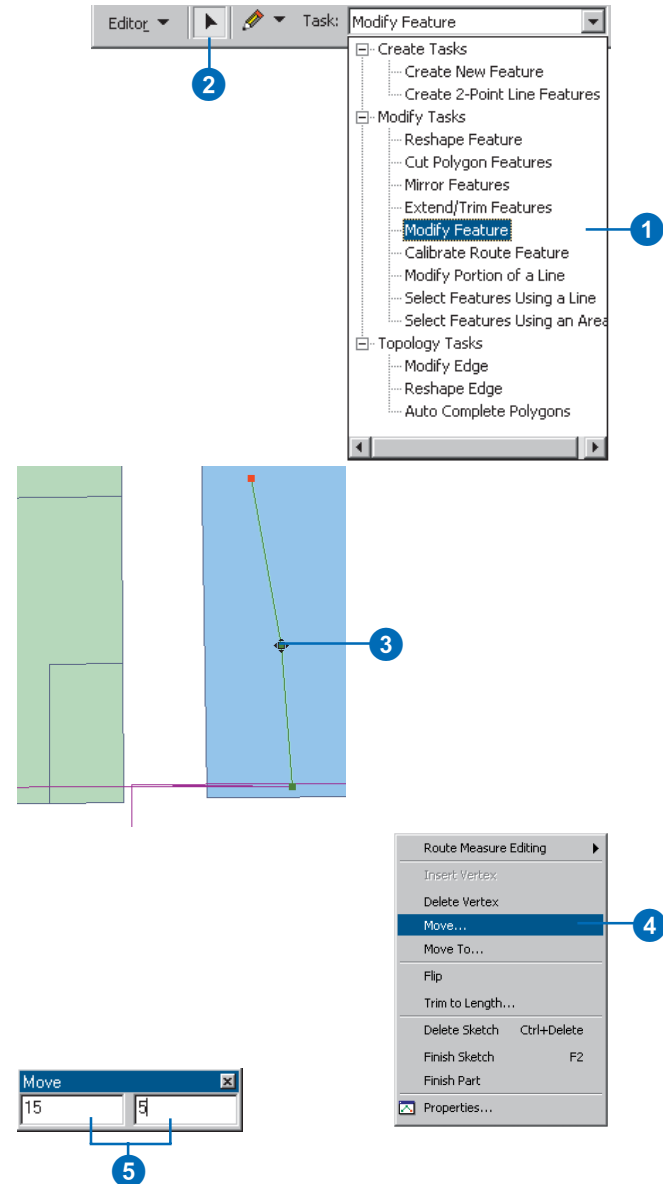 Editor Task: Modify Feature
2
Create Tasks
Create New Feature
Create 2-Point Line Features
Modify Tasks
Reshape Feature
Cut Polygon Features
Mirror Features
Extend/Trim Features
Modify Feature
1
Calibrate Route Feature
Modify Portion of a Line
Select Features Using a Line
Select Features Using an Area
Topology Tasks
Modify Edge
Reshape Edge
Auto Complete Polygons
3
Route Measure Editing
Insert Vertex
Delete Vertex
Move...
4
Move To...
Flip
Trim to Length...
Delete Sketch Ctrl+Delete
Finish Sketch F2
Finish Part
Properties...
Move
15 5
5